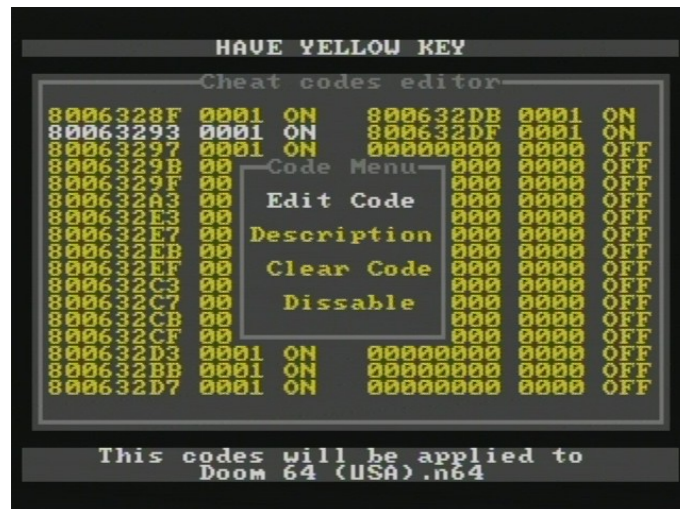 HAVE YELLOW KEY
Cheat codes editor
8006328F 0001 ON 800632DB 0001 ON
80063293 0001 ON 800632DF 0001 ON
80063297 0001 ON 00000000 0000 OFF
8006329B 00 Code Menu 000 0000 OFF
8006329F 00 000 0000 OFF
800632A3 00 Edit Code 000 0000 OFF
800632E3 00 000 0000 OFF
800632E7 00 Description 000 0000 OFF
800632EB 00 000 0000 OFF
800632EF 00 Clear Code 000 0000 OFF
800632C3 00 000 0000 OFF
800632C7 00 Dissable 000 0000 OFF
800632CB 00 000 0000 OFF
800632CF 00 000 0000 OFF
800632D3 0001 ON 00000000 0000 OFF
800632BB 0001 ON 00000000 0000 OFF
800632D7 0001 ON 00000000 0000 OFF
This codes will be applied to
Doom 64 (USA).n64